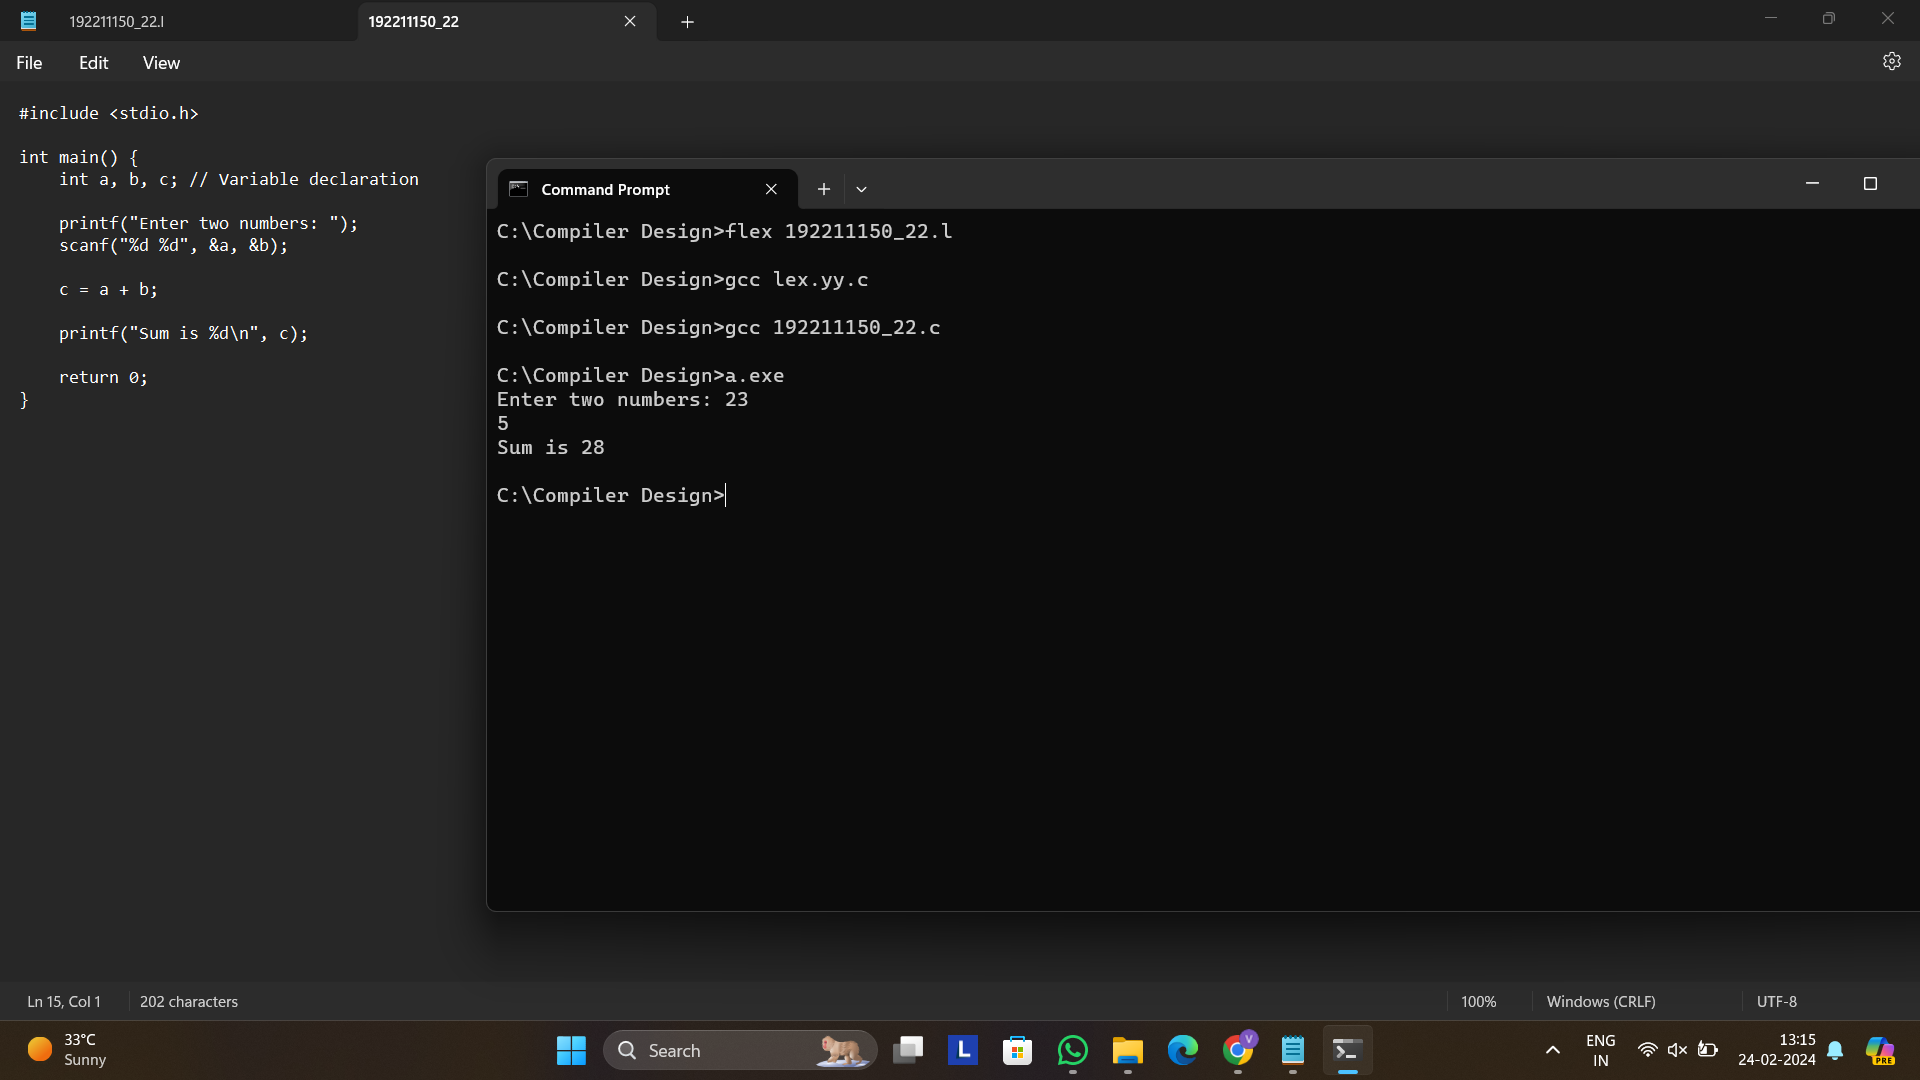 192211150_22.l
192211150_22
File Edit View
#include <stdio.h>
int main() {
    int a, b, c; // Variable declaration
    printf("Enter two numbers: ");
    scanf("%d %d", &a, &b);
    c = a + b;
    printf("Sum is %d\n", c);
    return 0;
}
Command Prompt
C:\Compiler Design>flex 192211150_22.l
C:\Compiler Design>gcc lex.yy.c
C:\Compiler Design>gcc 192211150_22.c
C:\Compiler Design>a.exe
Enter two numbers: 23
5
Sum is 28
C:\Compiler Design>
Ln 15, Col 1 202 characters 100% Windows (CRLF) UTF-8
33°C
Sunny
Search
L
V
ENG
IN
13:15
24-02-2024
PRE